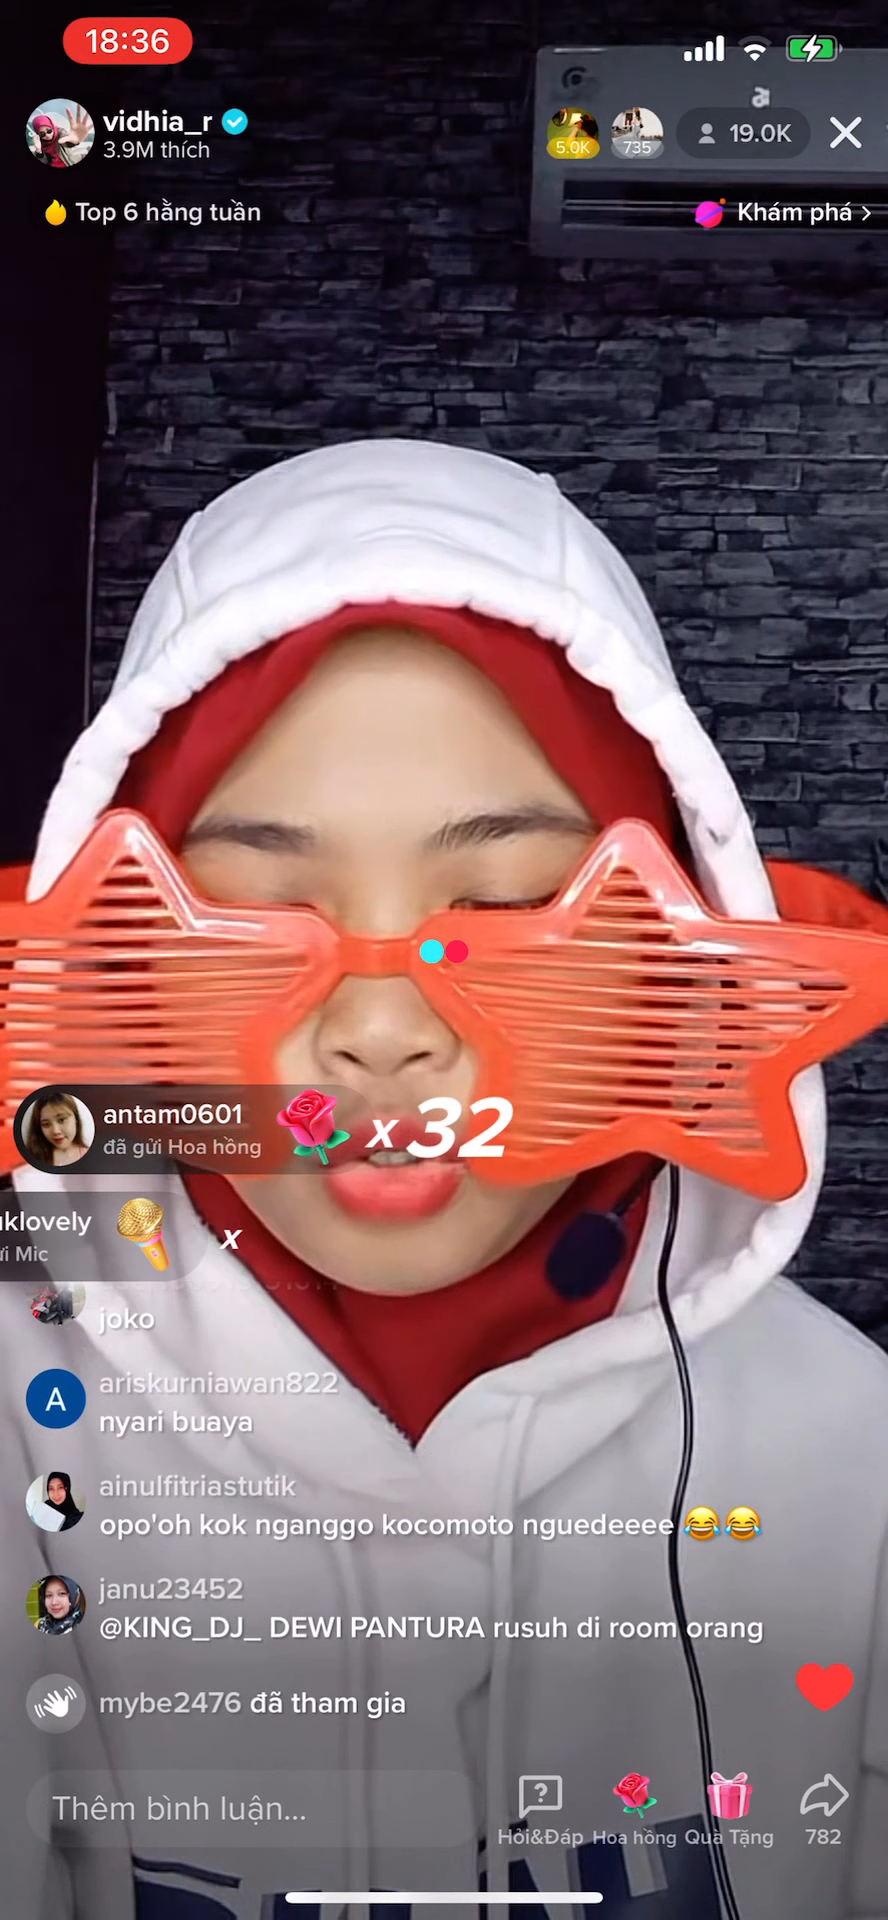 18:36
vidhia_r
3.9M thích
5.0K
735
19.0K
Top 6 hằng tuần
Khám phá
antam0601
đã gửi Hoa hồng
x 32
klovely
i Mic
x
joko
A
ariskurniawan822
nyari buaya
ainulfitriastutik
opo'oh kok nganggo kocomoto nguedeeee 😂😂
janu23452
@KING_DJ_ DEWI PANTURA rusuh di room orang
mybe2476 đã tham gia
Thêm bình luận...
Hỏi&Đáp
Hoa hồng
Quà Tặng
782